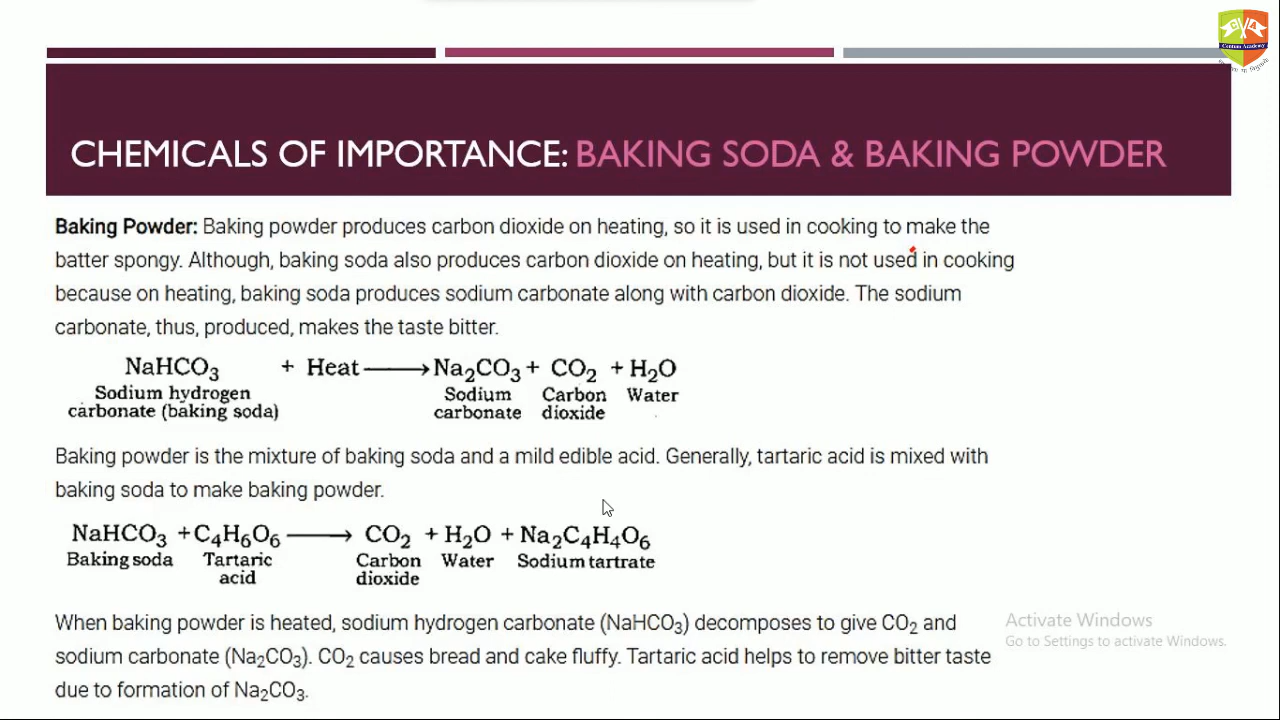 CVA
Centum Academy
CHEMICALS OF IMPORTANCE: BAKING SODA & BAKING POWDER
Baking Powder: Baking powder produces carbon dioxide on heating, so it is used in cooking to make the
batter spongy. Although, baking soda also produces carbon dioxide on heating, but it is not used in cooking
because on heating, baking soda produces sodium carbonate along with carbon dioxide. The sodium
carbonate, thus, produced, makes the taste bitter.
NaHCO₃ + Heat ⟶ Na₂CO₃ + CO₂ + H₂O
Sodium hydrogen Sodium Carbon Water
carbonate (baking soda) carbonate dioxide
Baking powder is the mixture of baking soda and a mild edible acid. Generally, tartaric acid is mixed with
baking soda to make baking powder.
NaHCO₃ + C₄H₆O₆ ⟶ CO₂ + H₂O + Na₂C₄H₄O₆
Baking soda Tartaric Carbon Water Sodium tartrate
acid dioxide
When baking powder is heated, sodium hydrogen carbonate (NaHCO₃) decomposes to give CO₂ and
sodium carbonate (Na₂CO₃). CO₂ causes bread and cake fluffy. Tartaric acid helps to remove bitter taste
due to formation of Na₂CO₃.
Activate Windows
Go to Settings to activate Windows.